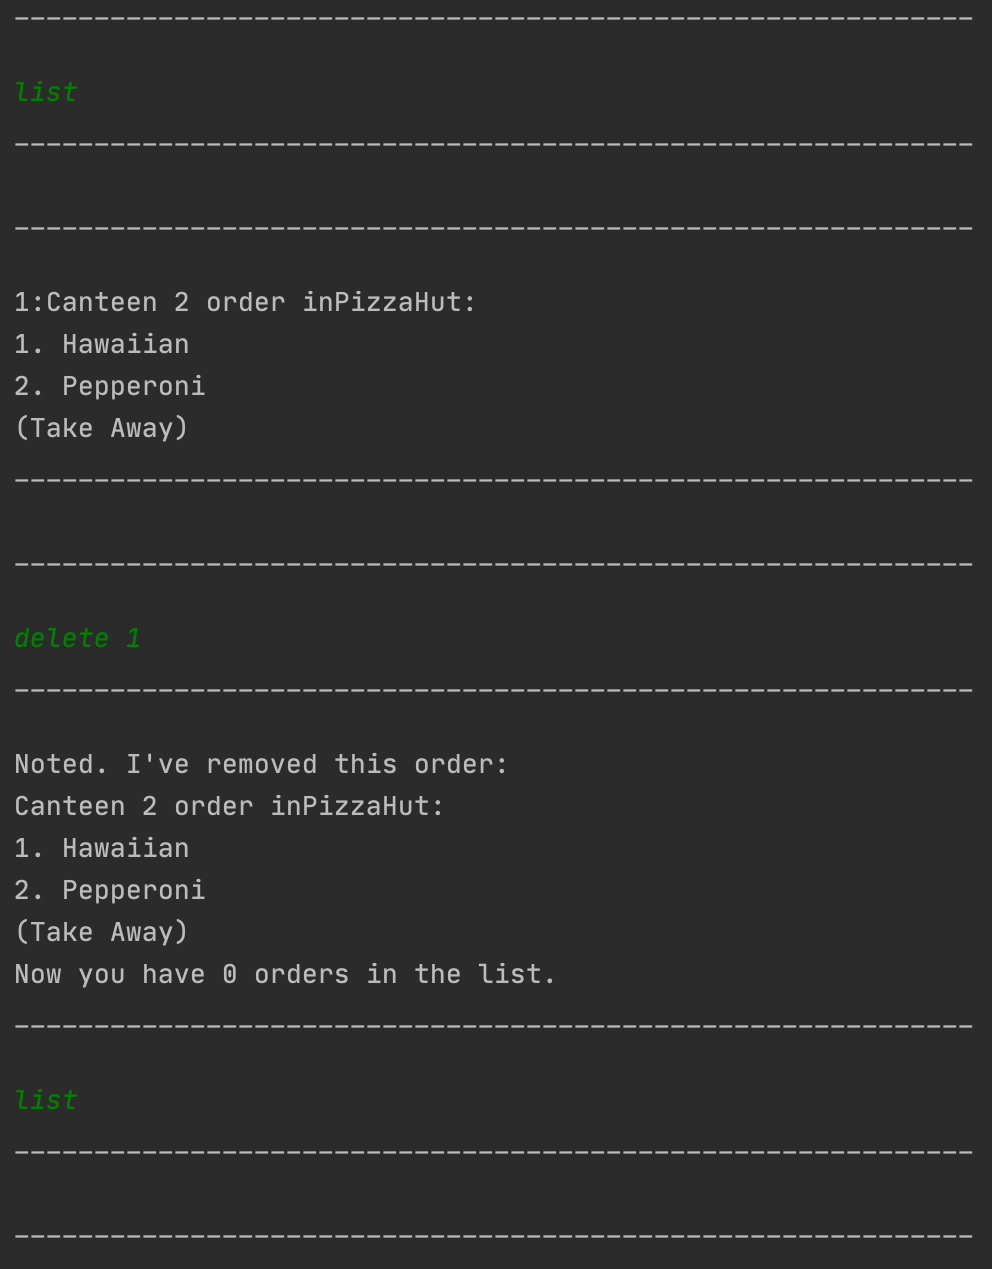 ------------------------------------------------------------
list
------------------------------------------------------------
------------------------------------------------------------
1:Canteen 2 order inPizzaHut:
1. Hawaiian
2. Pepperoni
(Take Away)
------------------------------------------------------------
------------------------------------------------------------
delete 1
------------------------------------------------------------
Noted. I've removed this order:
Canteen 2 order inPizzaHut:
1. Hawaiian
2. Pepperoni
(Take Away)
Now you have 0 orders in the list.
------------------------------------------------------------
list
------------------------------------------------------------
------------------------------------------------------------